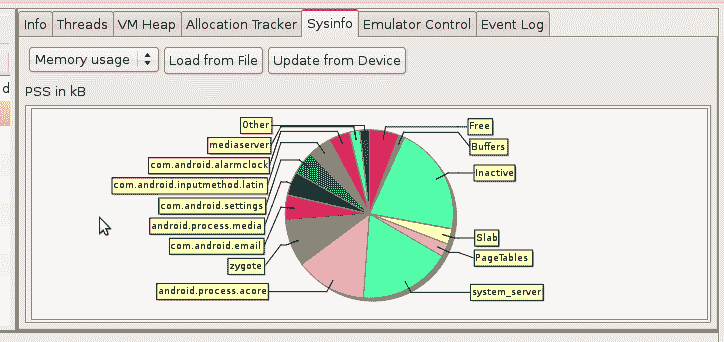 Info Threads VM Heap Allocation Tracker Sysinfo Emulator Control Event Log
d
Memory usage Load from File Update from Device
PSS in kB
Other
mediaserver
com.android.alarmclock
com.android.inputmethod.latin
com.android.settings
android.process.media
com.android.email
zygote
android.process.acore
Free
Buffers
Inactive
Slab
PageTables
system_server